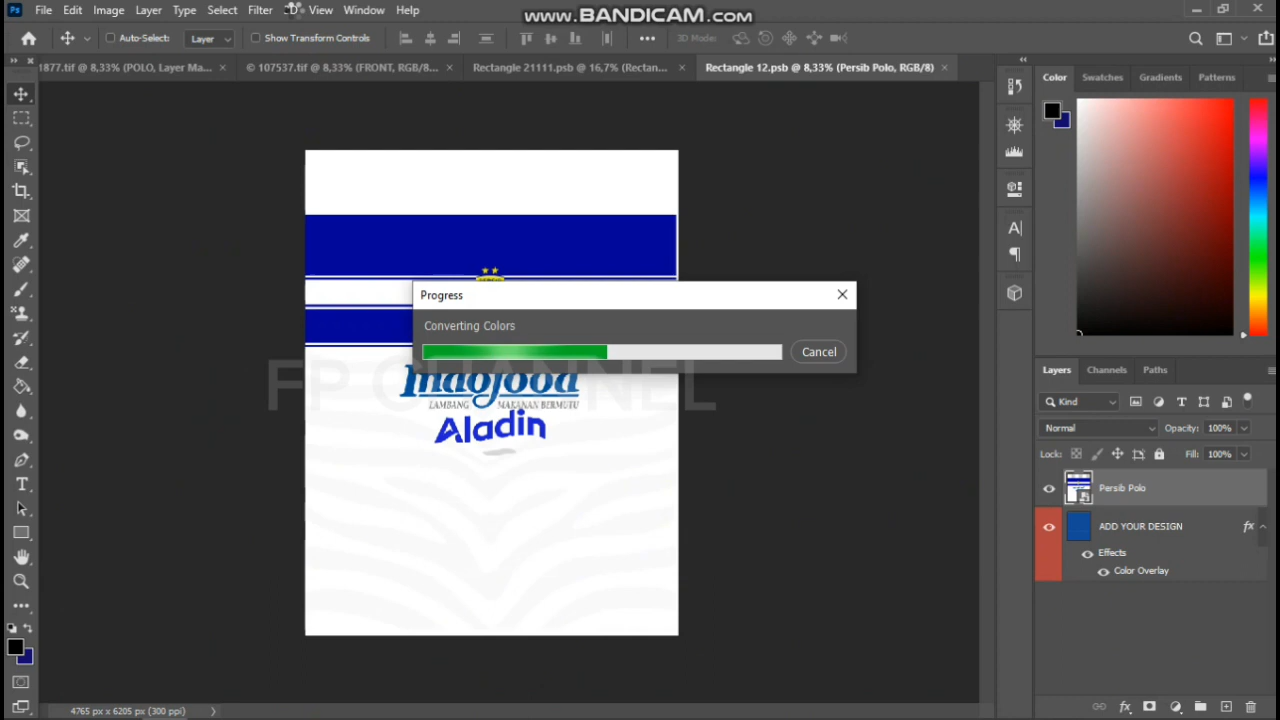 Ps File Edit Image Layer Type Select Filter 3D View Window Help
www.BANDICAM.com
Auto-Select: Layer Show Transform Controls ••• 3D Mode:
1877.tif @ 8,33% (POLO, Layer Ma... × © 107537.tif @ 8,33% (FRONT, RGB/8... × Rectangle 21111.psb @ 16,7% (Rectan... × Rectangle 12.psb @ 8,33% (Persib Polo, RGB/8) ×
Color Swatches Gradients Patterns
Progress
Converting Colors
Cancel
FP CHANNEL
Indofood
LAMBANG MAKANAN BERMUTU
Aladin
Layers Channels Paths
Kind
Normal Opacity: 100%
Lock: Fill: 100%
Persib Polo
ADD YOUR DESIGN fx
Effects
Color Overlay
4765 px x 6205 px (300 ppi)
fx